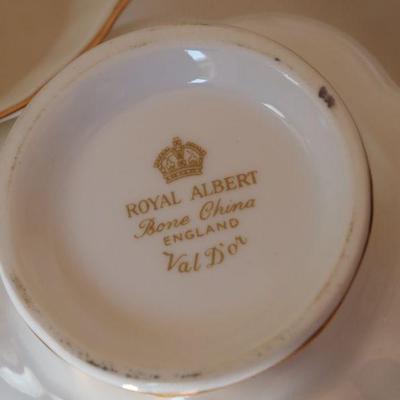 ROYAL ALBERT
Bone China
ENGLAND
Val D'or